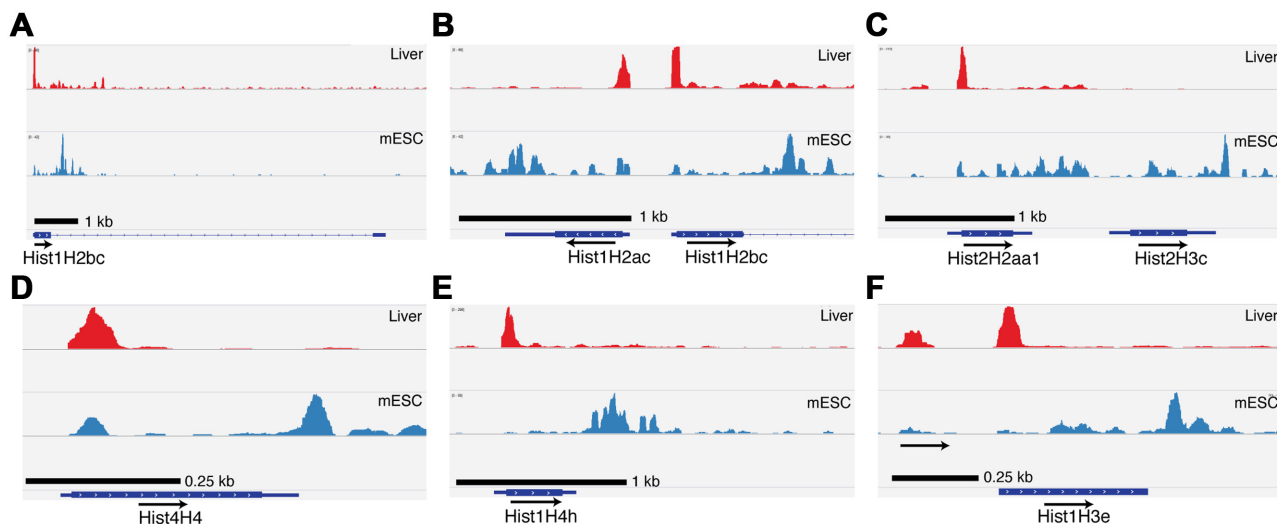 A
Liver
mESC
1 kb
Hist1H2bc
B
Liver
mESC
1 kb
Hist1H2ac
Hist1H2bc
C
Liver
mESC
1 kb
Hist2H2aa1
Hist2H3c
D
Liver
mESC
0.25 kb
Hist4H4
E
Liver
mESC
1 kb
Hist1H4h
F
Liver
mESC
0.25 kb
Hist1H3e